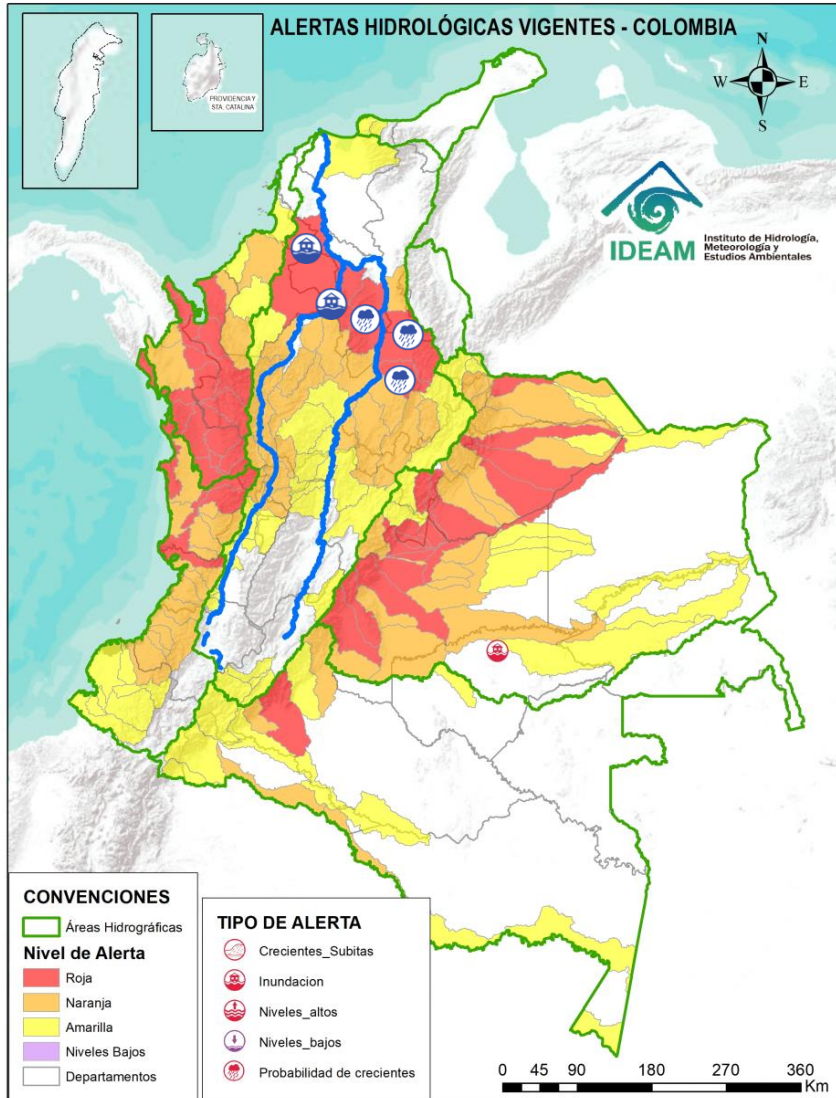 ALERTAS HIDROLÓGICAS VIGENTES - COLOMBIA
PROVIDENCIA Y
STA. CATALINA
N
W
E
S
IDEAM
Instituto de Hidrología,
Meteorología y
Estudios Ambientales
CONVENCIONES
Áreas Hidrográficas
Nivel de Alerta
Roja
Naranja
Amarilla
Niveles Bajos
Departamentos
TIPO DE ALERTA
Crecientes_Subitas
Inundacion
Niveles_altos
Niveles_bajos
Probabilidad de crecientes
0 45 90 180 270 360
Km